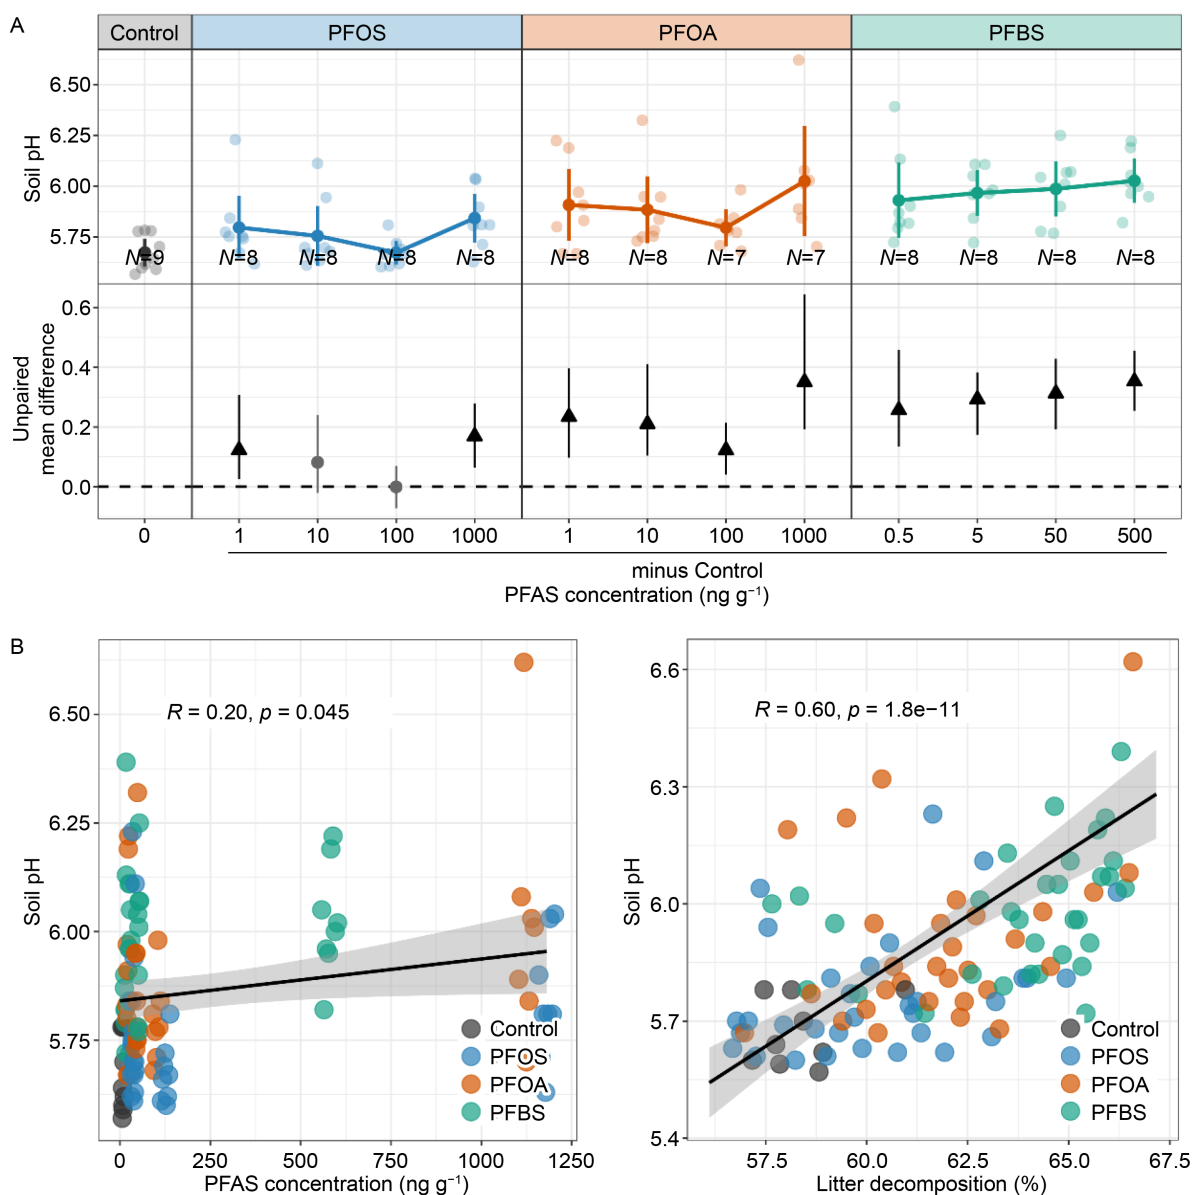 A
Control PFOS PFOA PFBS
Soil pH
6.50
6.25
6.00
5.75
N=9 N=8 N=8 N=8 N=8 N=8 N=8 N=7 N=7 N=8 N=8 N=8 N=8
Unpaired
mean difference
0.6
0.4
0.2
0.0
0 1 10 100 1000 1 10 100 1000 0.5 5 50 500
minus Control
PFAS concentration (ng g⁻¹)
B
Soil pH
6.50
6.25
6.00
5.75
R = 0.20, p = 0.045
Control
PFOS
PFOA
PFBS
0 250 500 750 1000 1250
PFAS concentration (ng g⁻¹)
Soil pH
6.6
6.3
6.0
5.7
5.4
R = 0.60, p = 1.8e−11
Control
PFOS
PFOA
PFBS
57.5 60.0 62.5 65.0 67.5
Litter decomposition (%)